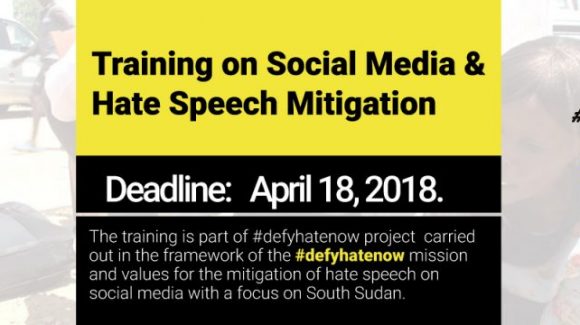 Training on Social Media &
Hate Speech Mitigation
Deadline: April 18, 2018.
The training is part of #defyhatenow project carried
out in the framework of the #defyhatenow mission
and values for the mitigation of hate speech on
social media with a focus on South Sudan.
#